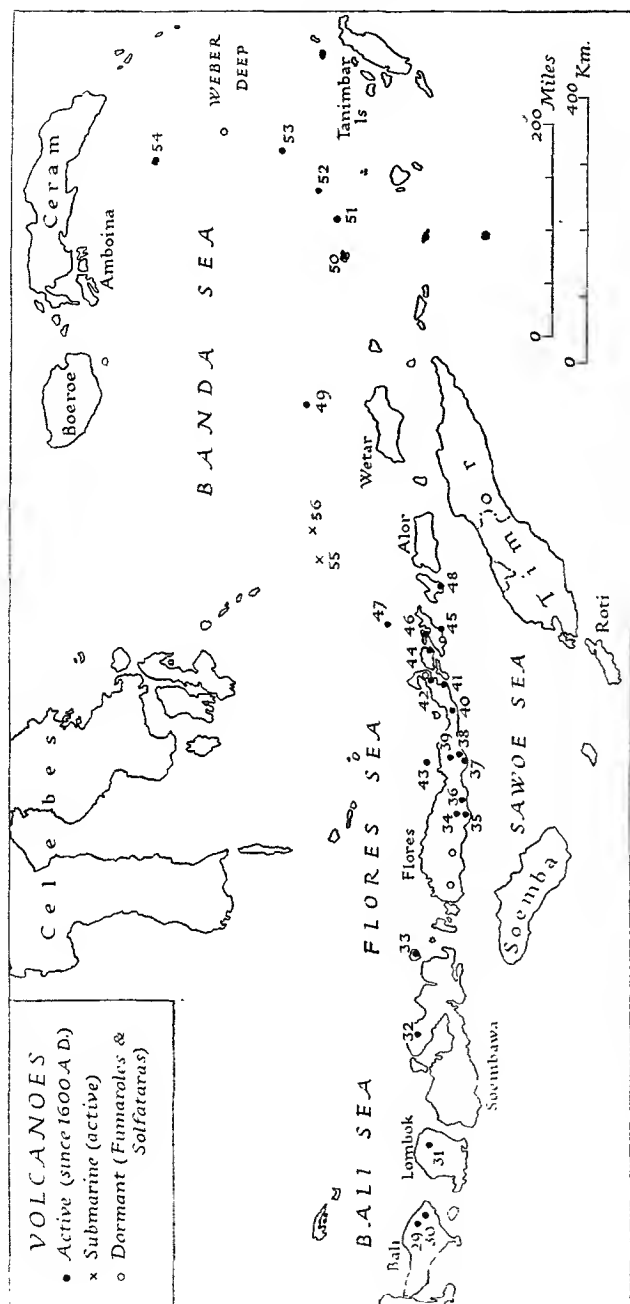 VOLCANOES
• Active (since 1600 A.D.)
× Submarine (active)
○ Dormant (Fumaroles &
Solfatarus)
Celebes
Boeroe
Ceram
Amboina
WEBER
DEEP
BANDA SEA
BALI SEA
FLORES SEA
SAWOE SEA
Bali
Lombok
Soembawa
Flores
Soemba
Alor
Wetar
Timor
Roti
Tanimbar
Is
29
30
31
32
33
34
35
36
37
38
39
40
41
42
43
44
45
46
47
48
49
50
51
52
53
54
55
56
0
200
Miles
0
400
Km.